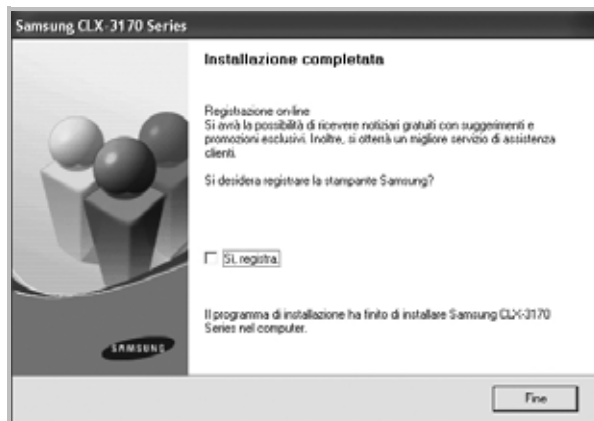 Samsung CLX-3170 Series
Installazione completata
Registrazione on-line
Si avrà la possibilità di ricevere notiziari gratuiti con suggerimenti e
promozioni esclusivi. Inoltre, si otterrà un migliore servizio di assistenza
clienti.
Si desidera registrare la stampante Samsung?
Sì, registra.
Il programma di installazione ha finito di installare Samsung CLX-3170
Series nel computer.
SAMSUNG
Fine